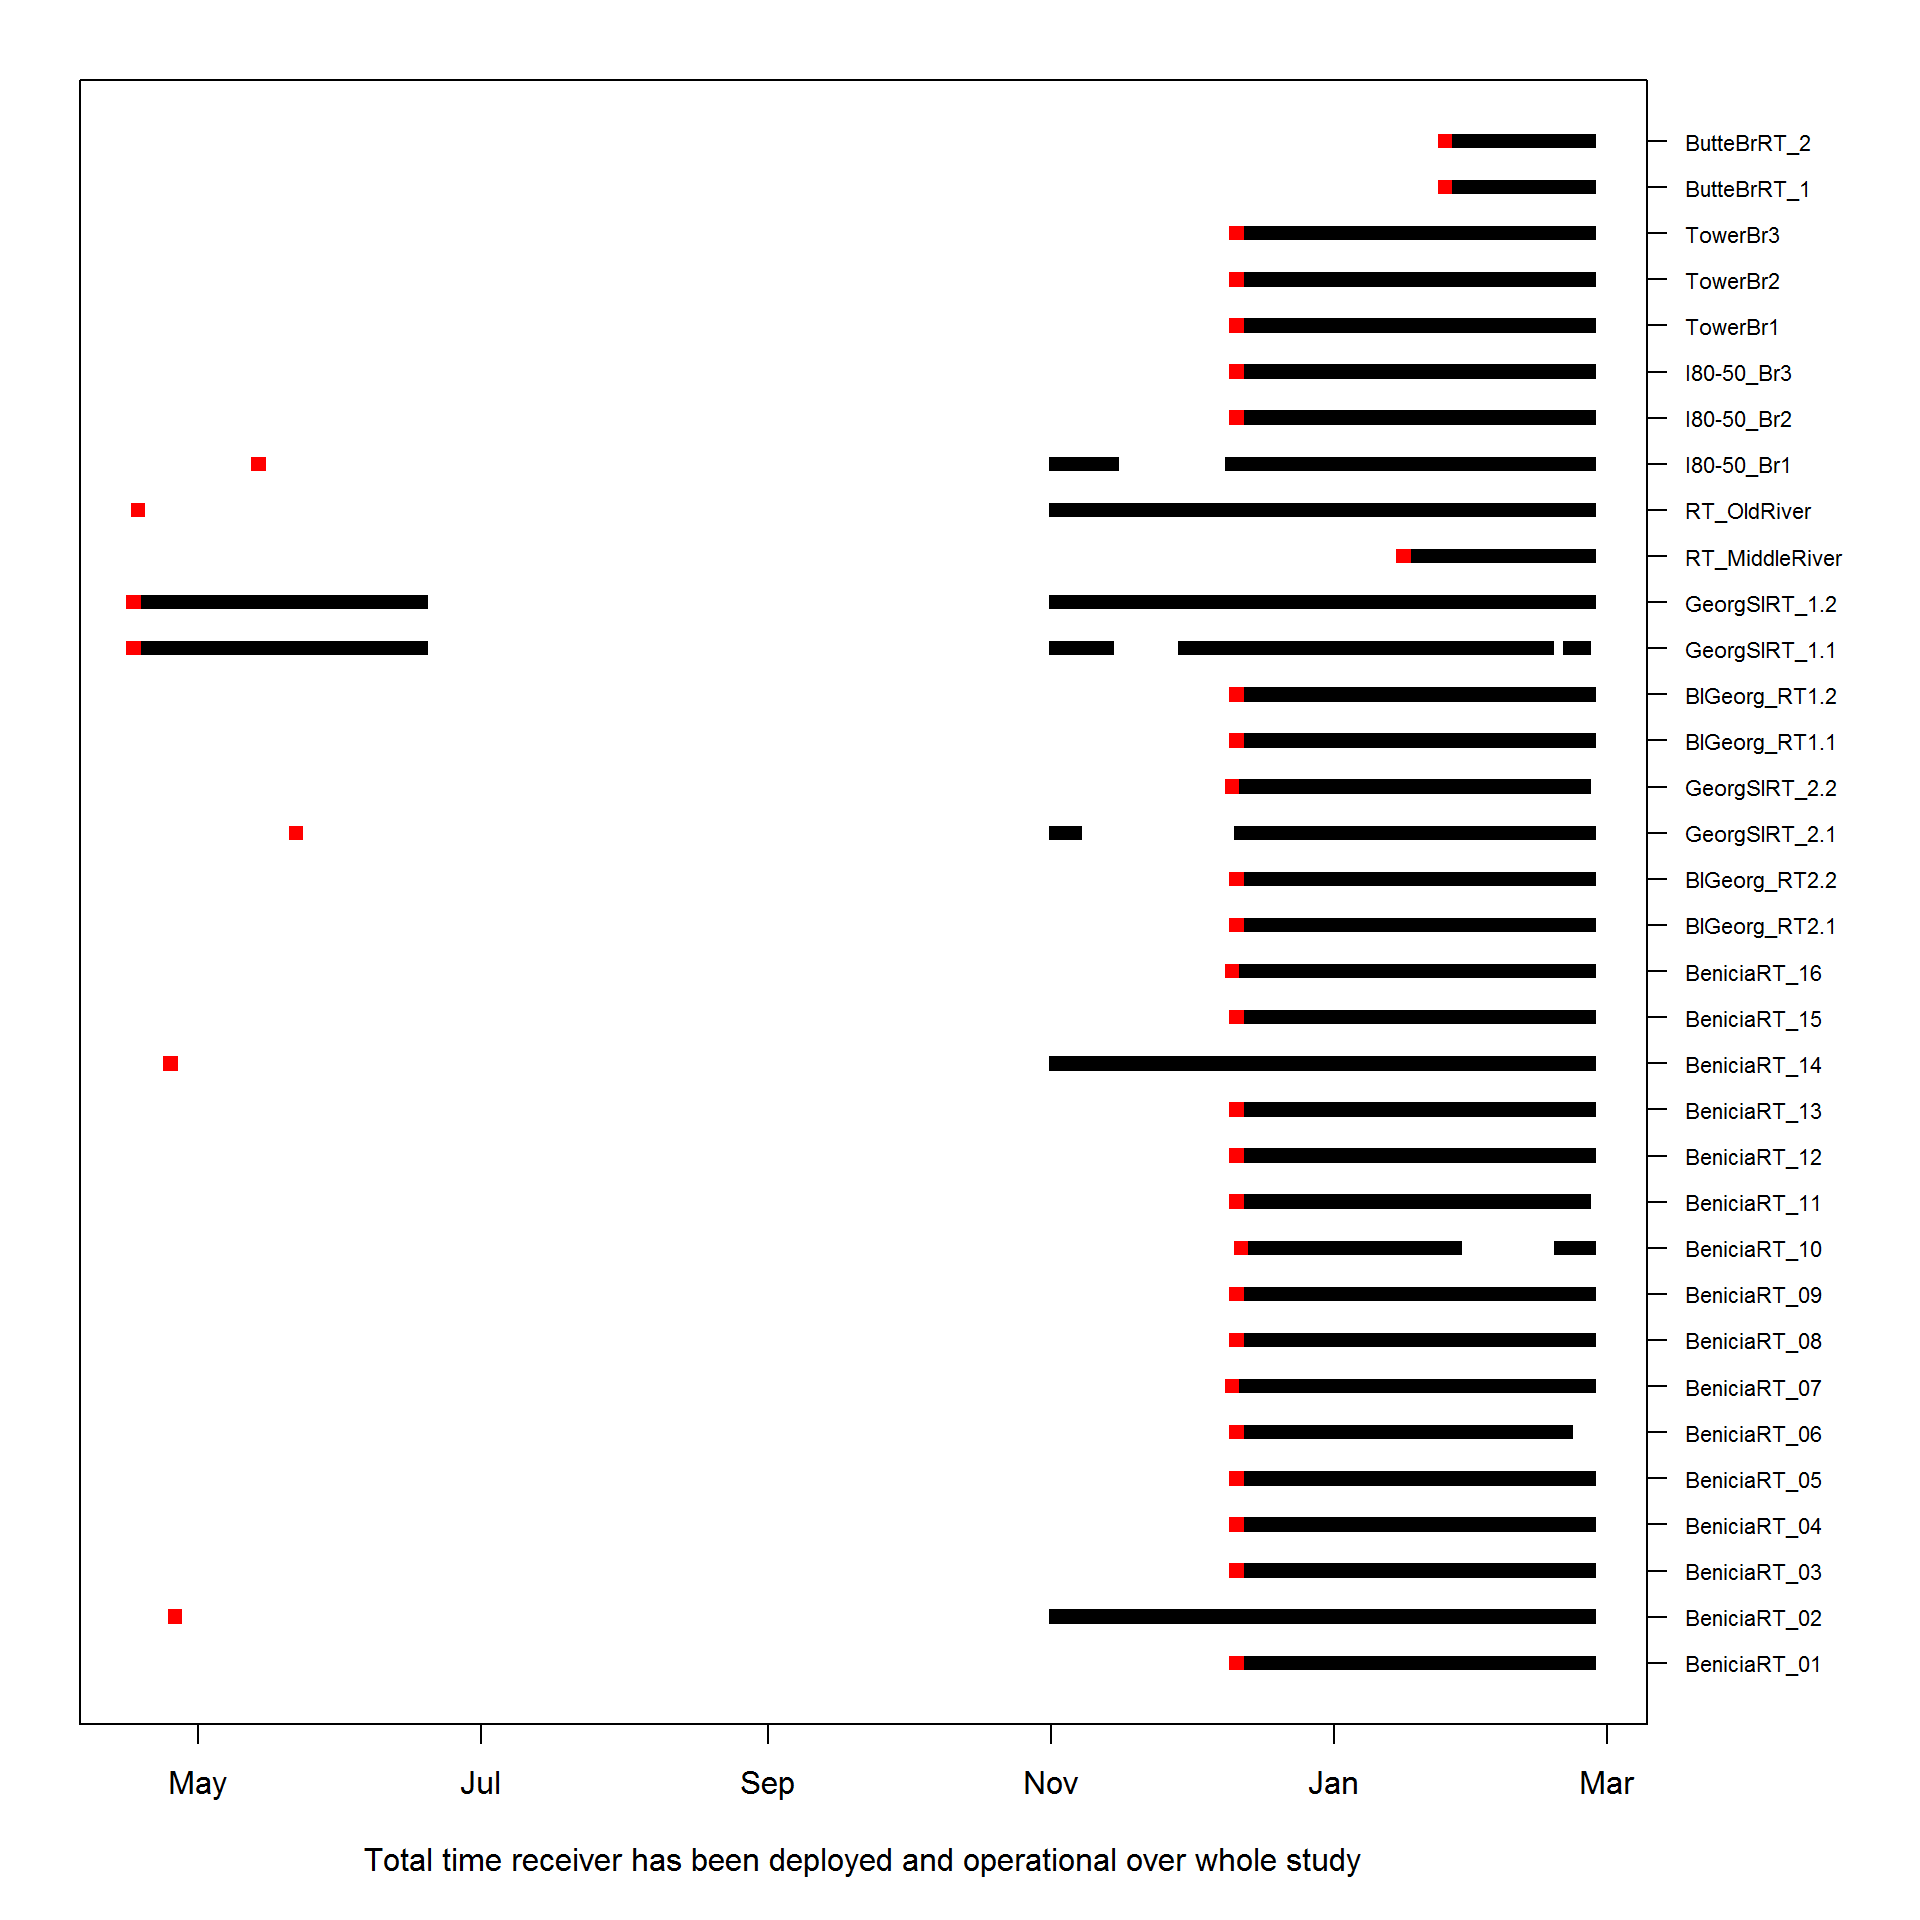 ButteBrRT_2
ButteBrRT_1
TowerBr3
TowerBr2
TowerBr1
I80-50_Br3
I80-50_Br2
I80-50_Br1
RT_OldRiver
RT_MiddleRiver
GeorgSlRT_1.2
GeorgSlRT_1.1
BlGeorg_RT1.2
BlGeorg_RT1.1
GeorgSlRT_2.2
GeorgSlRT_2.1
BlGeorg_RT2.2
BlGeorg_RT2.1
BeniciaRT_16
BeniciaRT_15
BeniciaRT_14
BeniciaRT_13
BeniciaRT_12
BeniciaRT_11
BeniciaRT_10
BeniciaRT_09
BeniciaRT_08
BeniciaRT_07
BeniciaRT_06
BeniciaRT_05
BeniciaRT_04
BeniciaRT_03
BeniciaRT_02
BeniciaRT_01
May Jul Sep Nov Jan Mar
Total time receiver has been deployed and operational over whole study